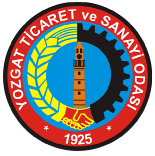 YOZGAT TİCARET ve SANAYİ ODASI
1925